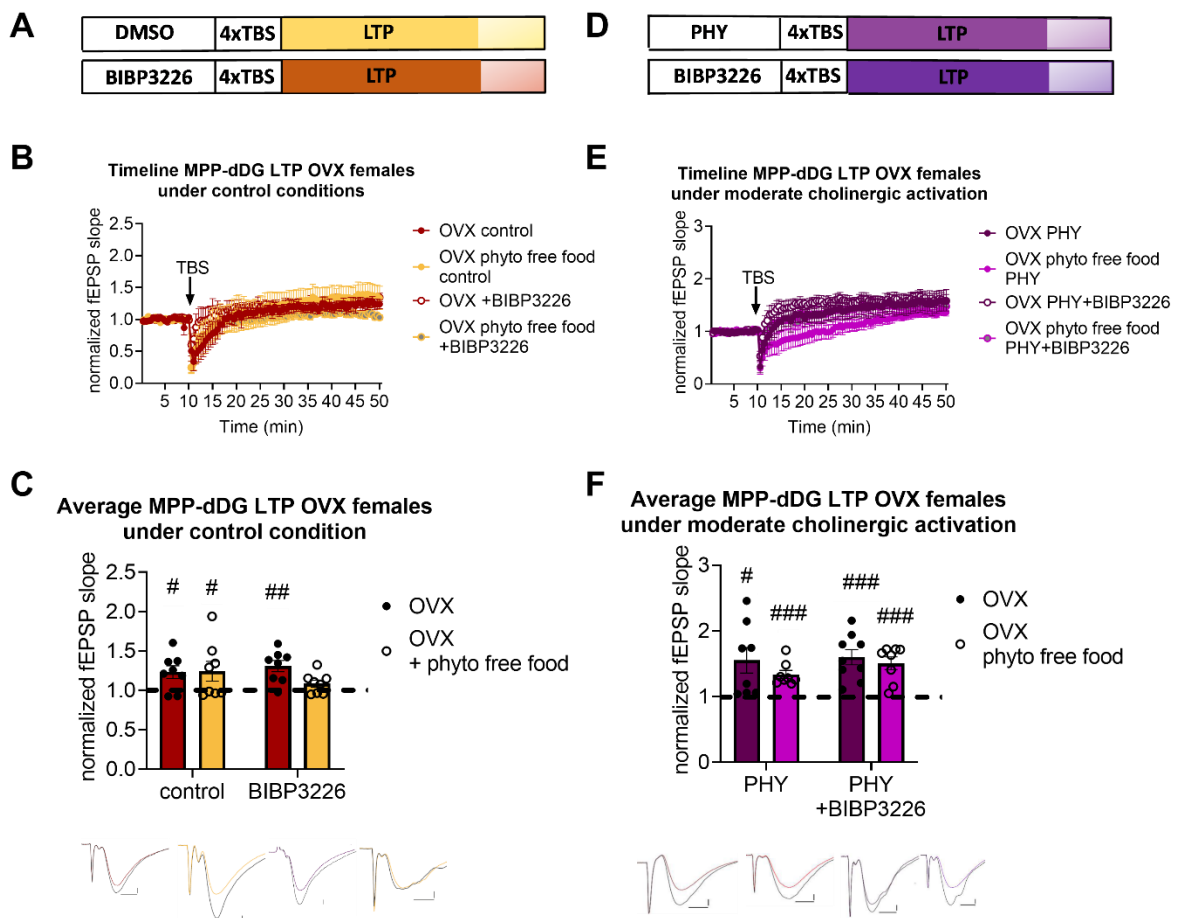 A
DMSO 4xTBS LTP
BIBP3226 4xTBS LTP
B
Timeline MPP-dDG LTP OVX females
under control conditions
normalized fEPSP slope
2.5
2.0
1.5
1.0
0.5
0.0
TBS
5 10 15 20 25 30 35 40 45 50
Time (min)
OVX control
OVX phyto free food
control
OVX +BIBP3226
OVX phyto free food
+BIBP3226
C
Average MPP-dDG LTP OVX females
under control condition
normalized fEPSP slope
2.5
2.0
1.5
1.0
0.5
0.0
# # ##
control BIBP3226
OVX
OVX
+ phyto free food
D
PHY 4xTBS LTP
BIBP3226 4xTBS LTP
E
Timeline MPP-dDG LTP OVX females
under moderate cholinergic activation
normalized fEPSP slope
3
2
1
0
TBS
5 10 15 20 25 30 35 40 45 50
Time (min)
OVX PHY
OVX phyto free food
PHY
OVX PHY+BIBP3226
OVX phyto free food
PHY+BIBP3226
F
Average MPP-dDG LTP OVX females
under moderate cholinergic activation
normalized fEPSP slope
3
2
1
0
# ### ### ###
PHY PHY
+BIBP3226
OVX
OVX
phyto free food